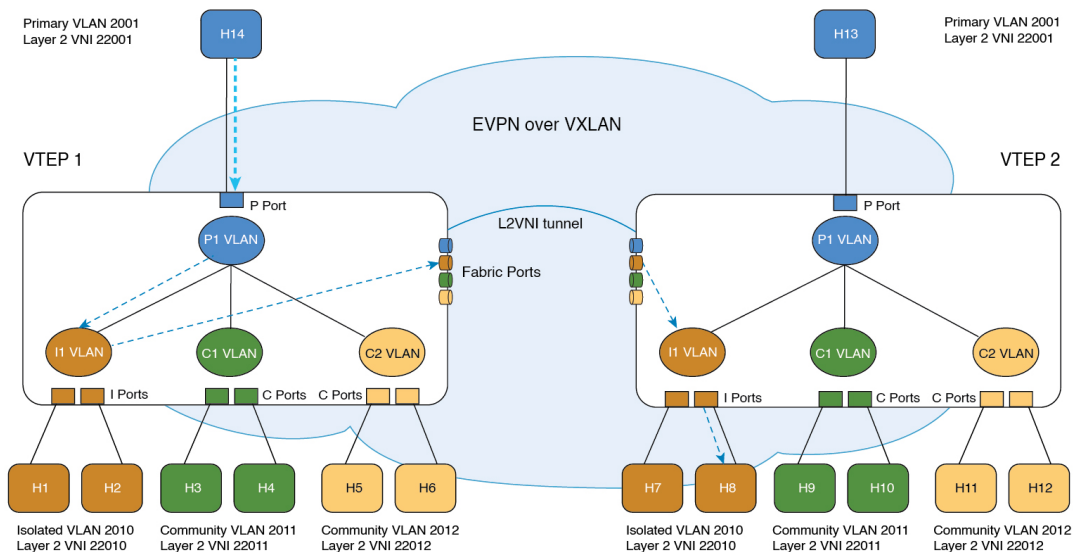 Primary VLAN 2001
Layer 2 VNI 22001
H14
H13
Primary VLAN 2001
Layer 2 VNI 22001
EVPN over VXLAN
VTEP 1
VTEP 2
P Port
P Port
L2VNI tunnel
P1 VLAN
P1 VLAN
Fabric Ports
I1 VLAN
C1 VLAN
C2 VLAN
I1 VLAN
C1 VLAN
C2 VLAN
I Ports
C Ports
C Ports
I Ports
C Ports
C Ports
H1
H2
H3
H4
H5
H6
H7
H8
H9
H10
H11
H12
Isolated VLAN 2010
Layer 2 VNI 22010
Community VLAN 2011
Layer 2 VNI 22011
Community VLAN 2012
Layer 2 VNI 22012
Isolated VLAN 2010
Layer 2 VNI 22010
Community VLAN 2011
Layer 2 VNI 22011
Community VLAN 2012
Layer 2 VNI 22012